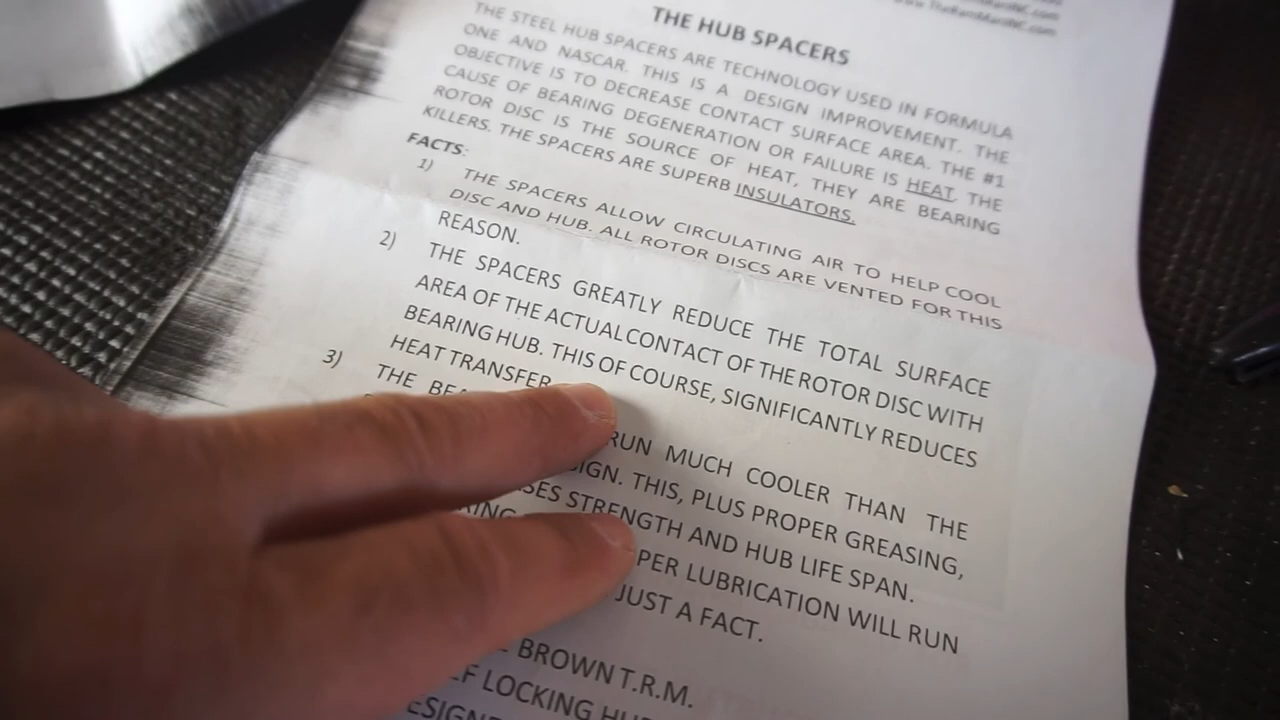 www.TheRamManINC.com
THE HUB SPACERS
THE STEEL HUB SPACERS ARE TECHNOLOGY USED IN FORMULA
ONE AND NASCAR. THIS IS A DESIGN IMPROVEMENT. THE
OBJECTIVE IS TO DECREASE CONTACT SURFACE AREA. THE #1
CAUSE OF BEARING DEGENERATION OR FAILURE IS HEAT. THE
ROTOR DISC IS THE SOURCE OF HEAT, THEY ARE BEARING
KILLERS. THE SPACERS ARE SUPERB INSULATORS.
FACTS:
1) THE SPACERS ALLOW CIRCULATING AIR TO HELP COOL
DISC AND HUB. ALL ROTOR DISCS ARE VENTED FOR THIS
REASON.
2) THE SPACERS GREATLY REDUCE THE TOTAL SURFACE
AREA OF THE ACTUAL CONTACT OF THE ROTOR DISC WITH
BEARING HUB. THIS OF COURSE, SIGNIFICANTLY REDUCES
HEAT TRANSFER
3) THE RUN MUCH COOLER THAN THE
THIS, PLUS PROPER GREASING,
STRENGTH AND HUB LIFE SPAN.
LUBRICATION WILL RUN
JUST A FACT.
BROWN T.R.M.
LOCKING